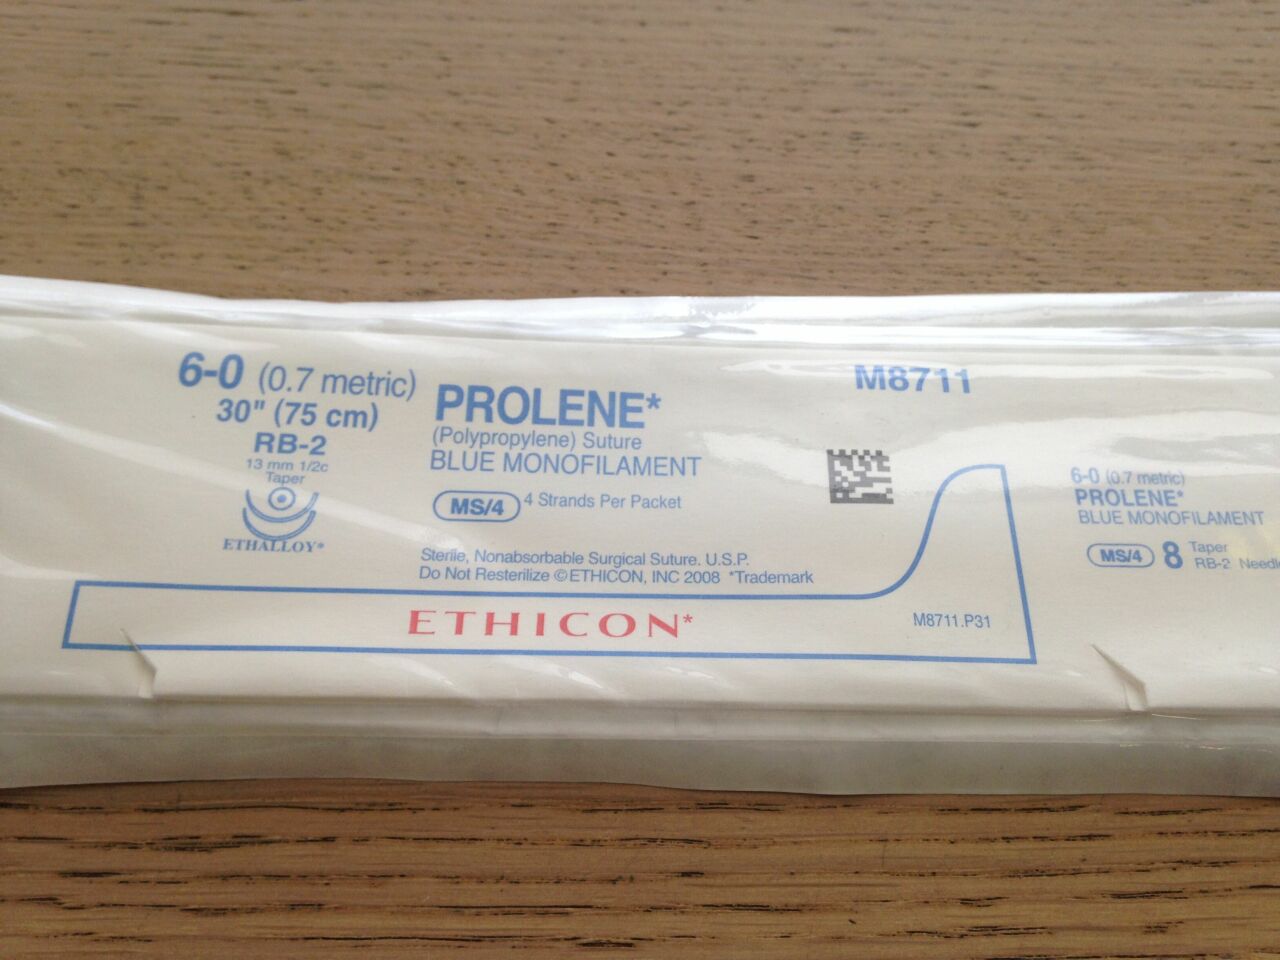 6-0 (0.7 metric)
30" (75 cm)
RB-2
13 mm 1/2c
Taper
ETHALLOY*
PROLENE*
(Polypropylene) Suture
BLUE MONOFILAMENT
MS/4 4 Strands Per Packet
Sterile, Nonabsorbable Surgical Suture. U.S.P.
Do Not Resterilize ©ETHICON, INC 2008 *Trademark
M8711
ETHICON*
M8711.P31
6-0 (0.7 metric)
PROLENE*
BLUE MONOFILAMENT
MS/4 8 Taper
RB-2 Needl